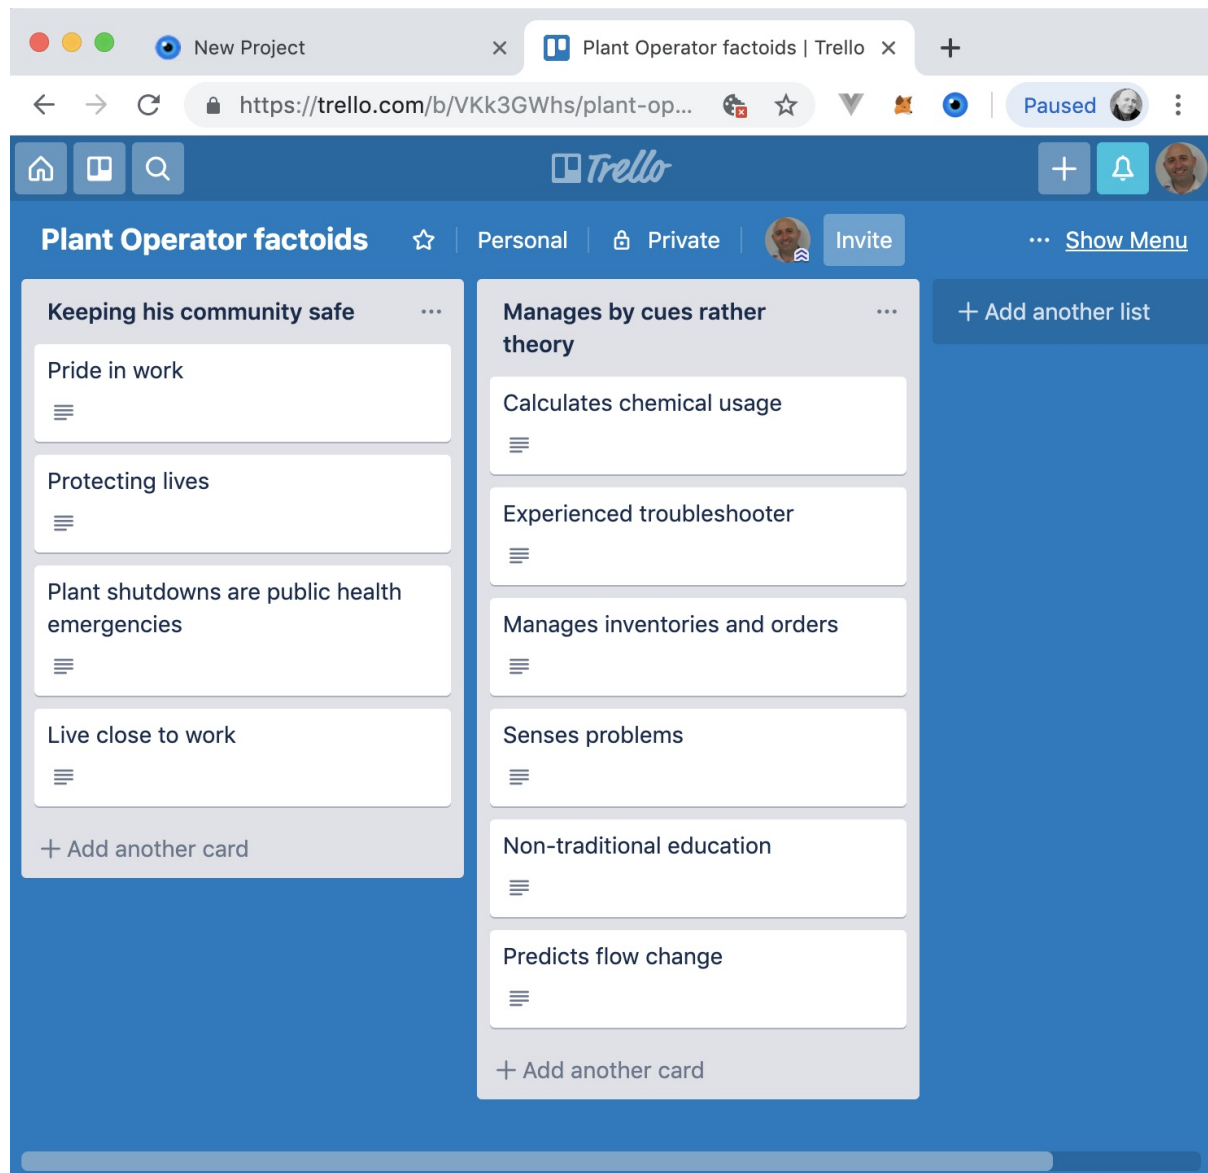 New Project
Plant Operator factoids | Trello
https://trello.com/b/VKk3GWhs/plant-op...
Paused
Trello
Plant Operator factoids
Personal
Private
Invite
... Show Menu
Keeping his community safe
Pride in work
Protecting lives
Plant shutdowns are public health
emergencies
Live close to work
+ Add another card
Manages by cues rather
theory
Calculates chemical usage
Experienced troubleshooter
Manages inventories and orders
Senses problems
Non-traditional education
Predicts flow change
+ Add another card
+ Add another list